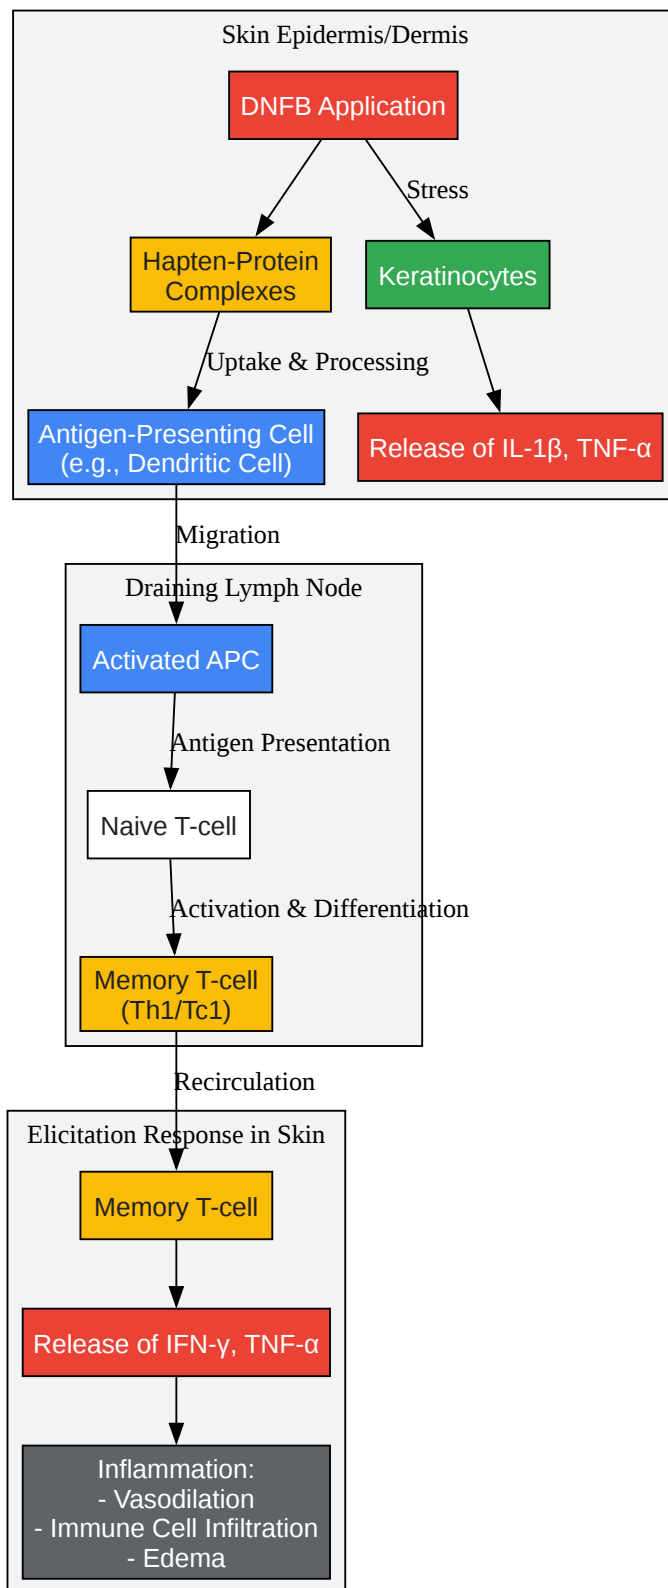 Skin Epidermis/Dermis
DNFB Application
Stress
Hapten-Protein
Complexes
Keratinocytes
Uptake & Processing
Antigen-Presenting Cell
(e.g., Dendritic Cell)
Release of IL-1β, TNF-α
Migration
Draining Lymph Node
Activated APC
Antigen Presentation
Naive T-cell
Activation & Differentiation
Memory T-cell
(Th1/Tc1)
Recirculation
Elicitation Response in Skin
Memory T-cell
Release of IFN-γ, TNF-α
Inflammation:
- Vasodilation
- Immune Cell Infiltration
- Edema